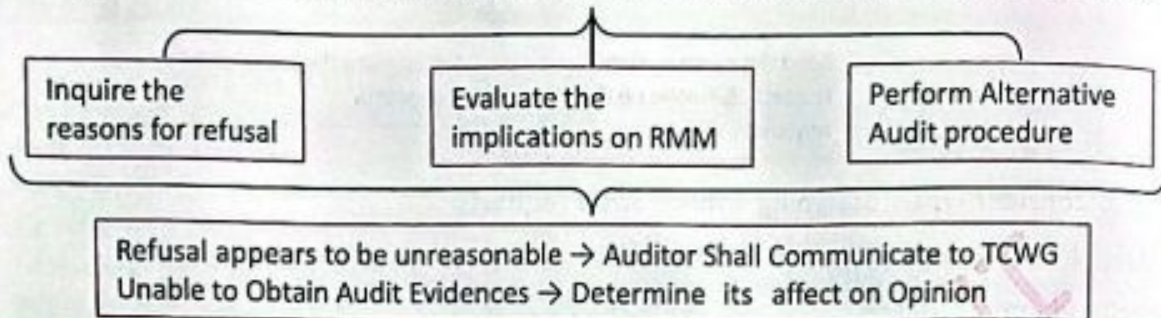 Inquire the
reasons for refusal
Evaluate the
implications on RMM
Perform Alternative
Audit procedure
Refusal appears to be unreasonable → Auditor Shall Communicate to TCWG
Unable to Obtain Audit Evidences → Determine its affect on Opinion